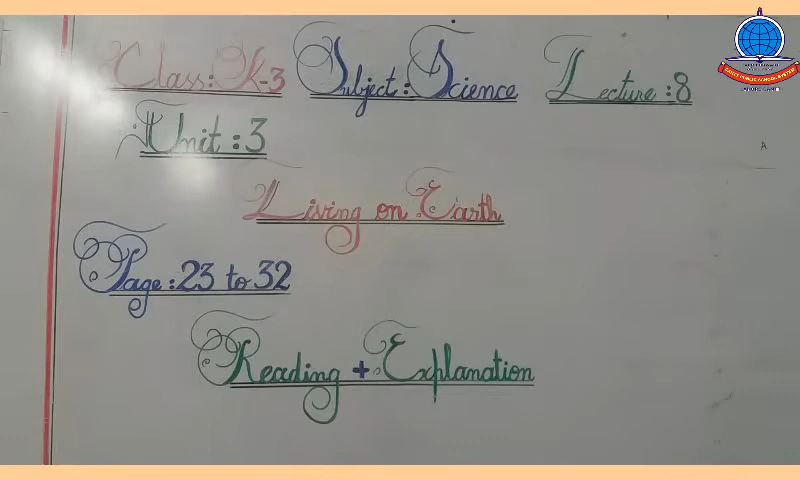 Class: K-3 Subject: Science Lecture: 8
Unit: 3
Living on Earth
Page: 23 to 32
Reading + Explanation